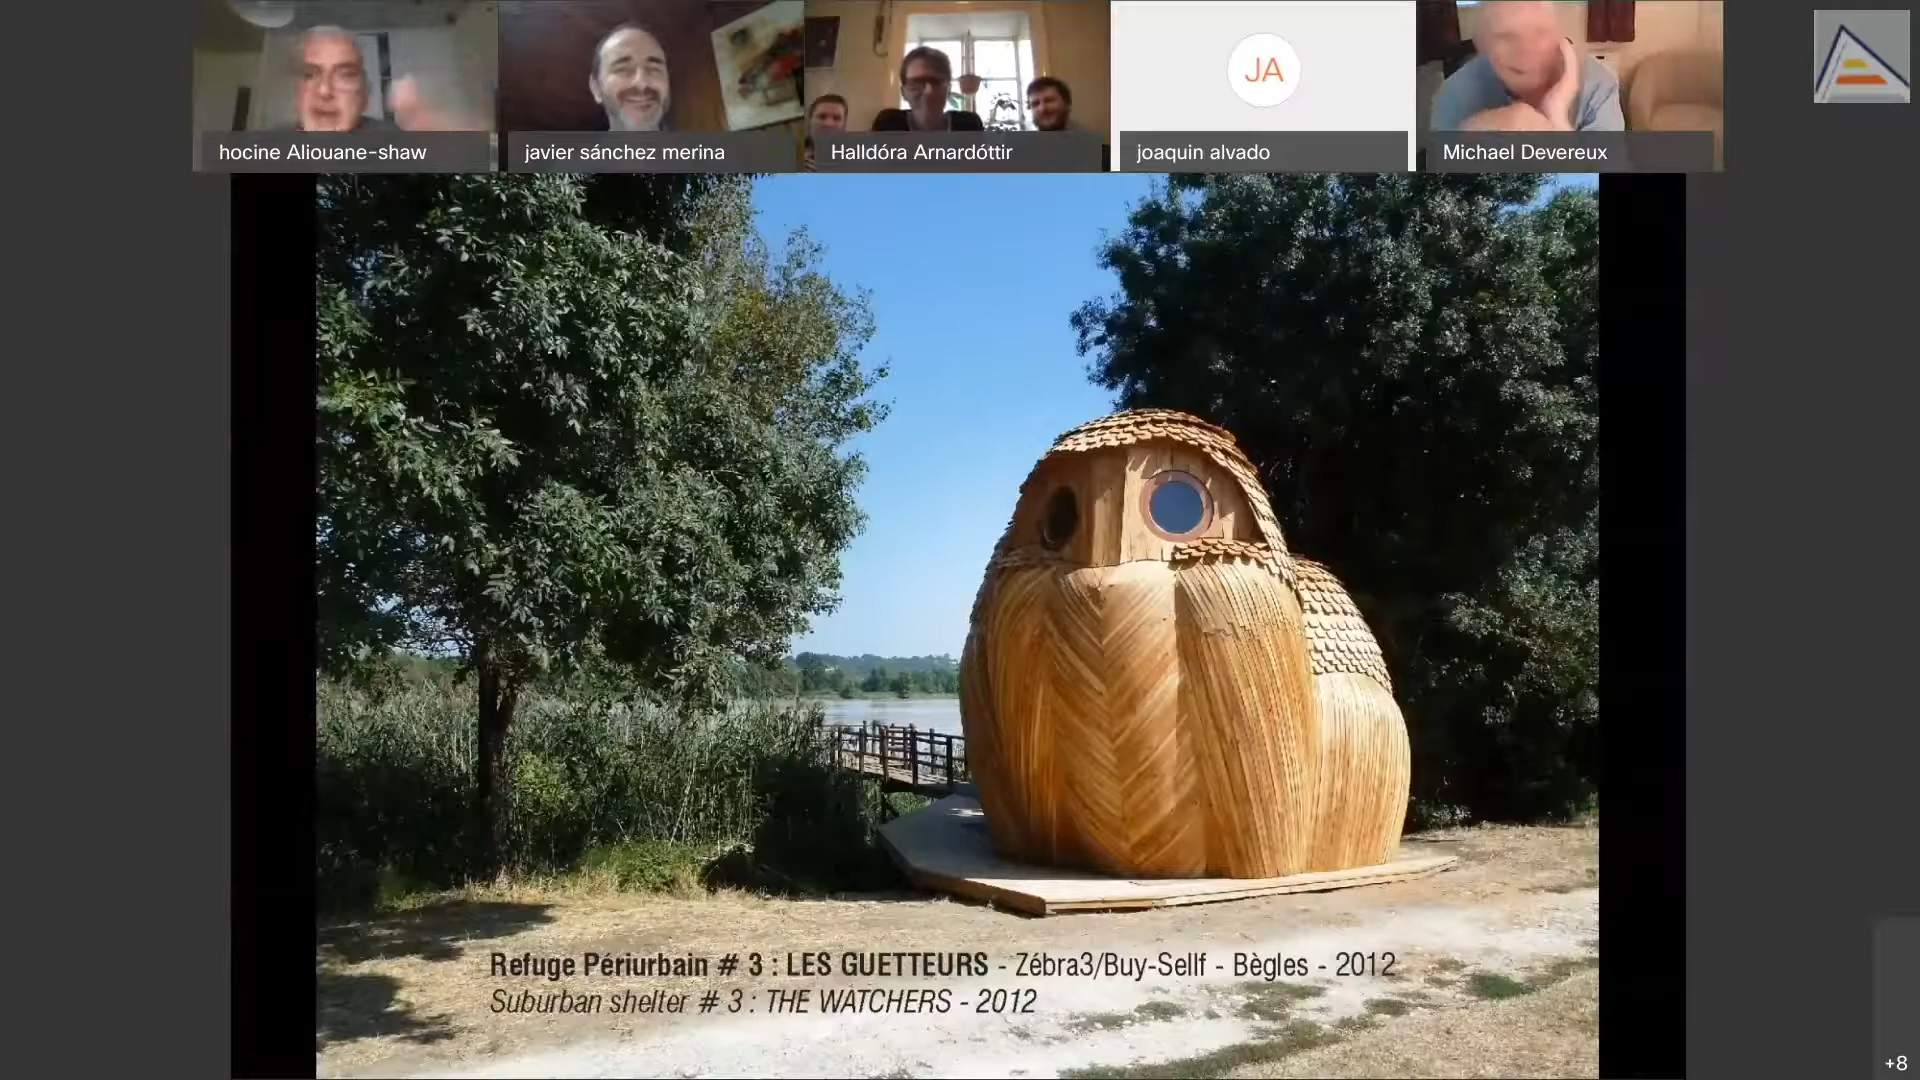 hocine Aliouane-shaw
javier sánchez merina
Halldóra Arnardóttir
JA
joaquin alvado
Michael Devereux
Refuge Périurbain # 3 : LES GUETTEURS - Zébra3/Buy-Sellf - Bègles - 2012
Suburban shelter # 3 : THE WATCHERS - 2012
+8